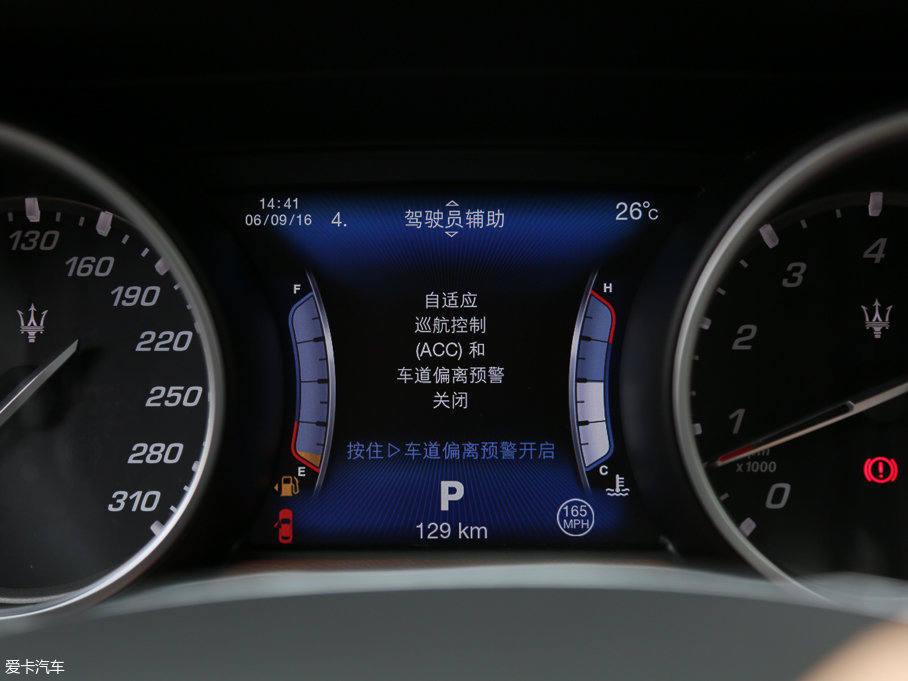 14:41
06/09/16
4.
驾驶员辅助
26°C
F
H
自适应
巡航控制
(ACC) 和
车道偏离预警
关闭
按住▷车道偏离预警开启
E
C
P
129 km
165
MPH
130
160
190
220
250
280
310
4
3
2
1
x1000
0
爱卡汽车